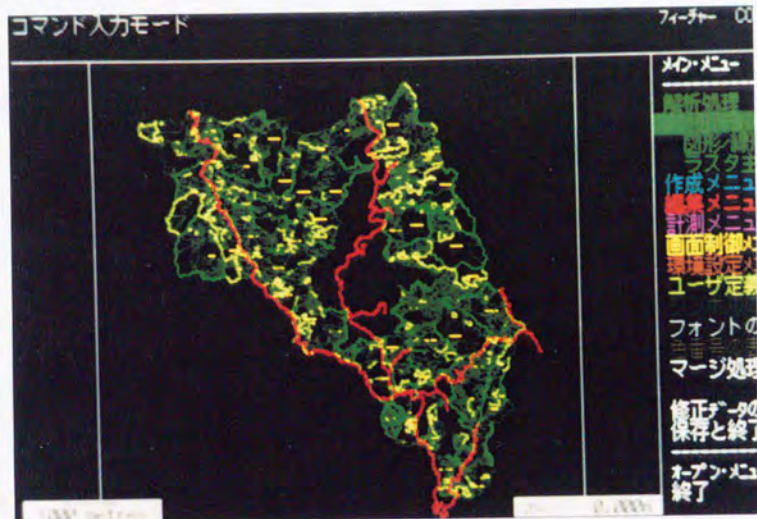 コマンド入力モード
フィーチャー CO
メイン・メニュー
解析処理
図形/線
ラスタ
作成メニュ
編集メニュ
計測メニュ
画面制御メ
環境設定メ
ユーザ定義
フォントの
マージ処理
修正データの
保存と終了
オープン・メニュ
終了